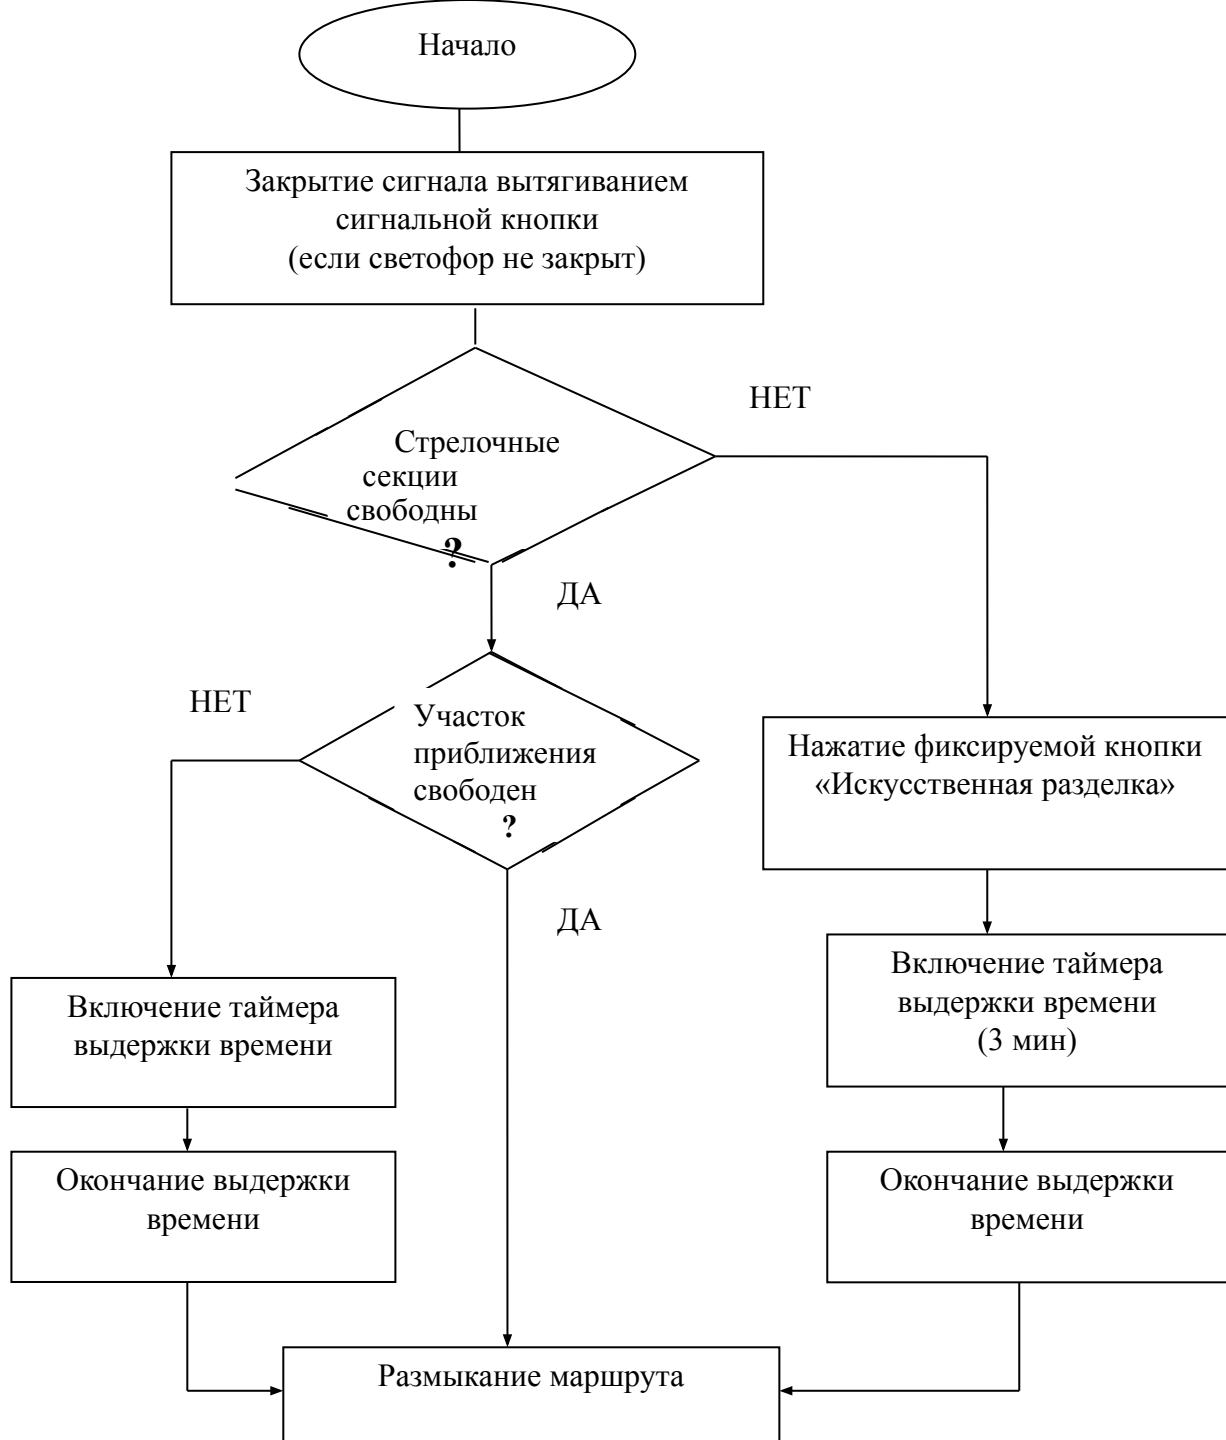 Начало
Закрытие сигнала вытягиванием
сигнальной кнопки
(если светофор не закрыт)
НЕТ
Стрелочные
секции
свободны
?
ДА
НЕТ
Участок
приближения
свободен
?
Нажатие фиксируемой кнопки
«Искусственная разделка»
ДА
Включение таймера
выдержки времени
(3 мин)
Включение таймера
выдержки времени
Окончание выдержки
времени
Окончание выдержки
времени
Размыкание маршрута